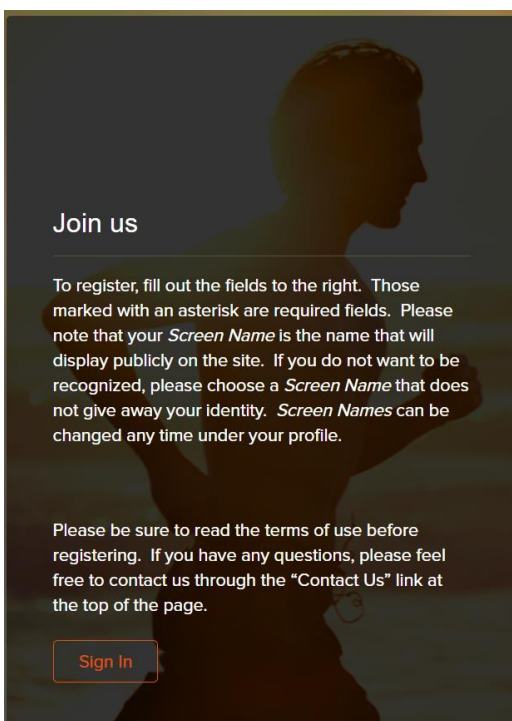 Join us
To register, fill out the fields to the right.  Those
marked with an asterisk are required fields.  Please
note that your Screen Name is the name that will
display publicly on the site.  If you do not want to be
recognized, please choose a Screen Name that does
not give away your identity.  Screen Names can be
changed any time under your profile.
Please be sure to read the terms of use before
registering.  If you have any questions, please feel
free to contact us through the “Contact Us” link at
the top of the page.
Sign In